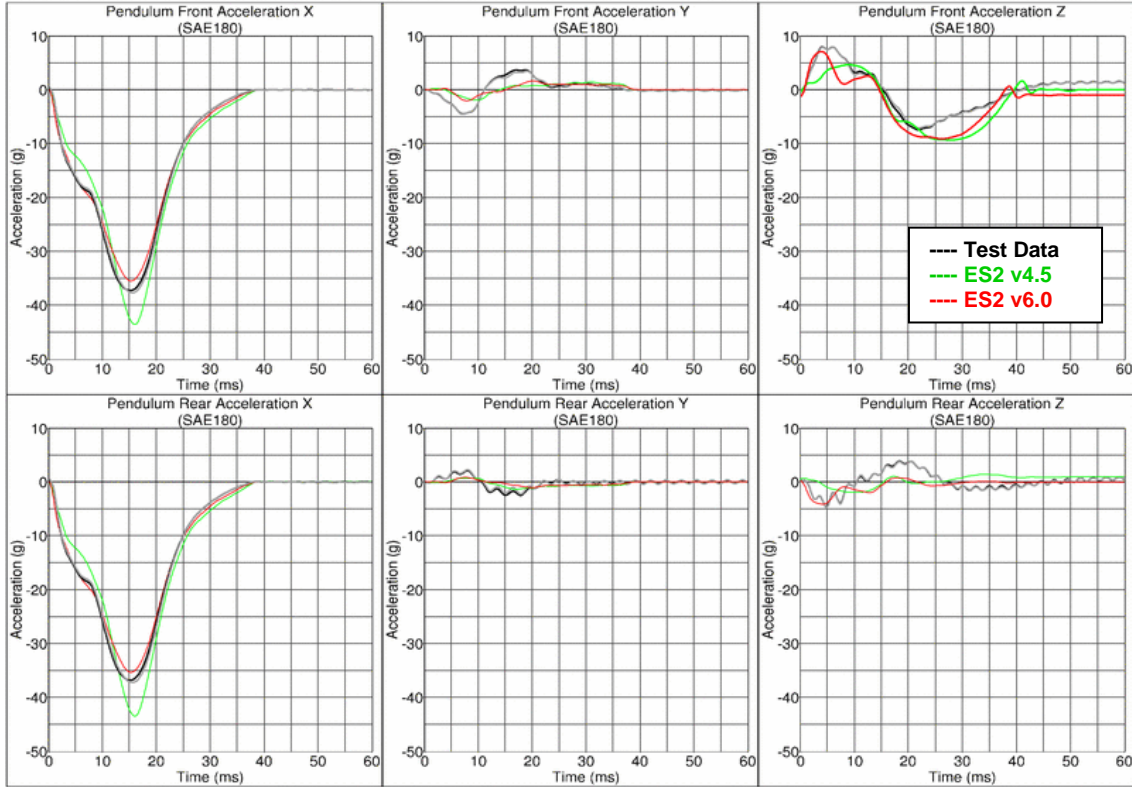 Pendulum Front Acceleration X
(SAE180)
10
0
-10
-20
-30
-40
-50
Acceleration (g)
0 10 20 30 40 50 60
Time (ms)
Pendulum Front Acceleration Y
(SAE180)
10
0
-10
-20
-30
-40
-50
Acceleration (g)
0 10 20 30 40 50 60
Time (ms)
Pendulum Front Acceleration Z
(SAE180)
10
0
-10
-20
-30
-40
-50
Acceleration (g)
0 10 20 30 40 50 60
Time (ms)
---- Test Data
---- ES2 v4.5
---- ES2 v6.0
Pendulum Rear Acceleration X
(SAE180)
10
0
-10
-20
-30
-40
-50
Acceleration (g)
0 10 20 30 40 50 60
Time (ms)
Pendulum Rear Acceleration Y
(SAE180)
10
0
-10
-20
-30
-40
-50
Acceleration (g)
0 10 20 30 40 50 60
Time (ms)
Pendulum Rear Acceleration Z
(SAE180)
10
0
-10
-20
-30
-40
-50
Acceleration (g)
0 10 20 30 40 50 60
Time (ms)